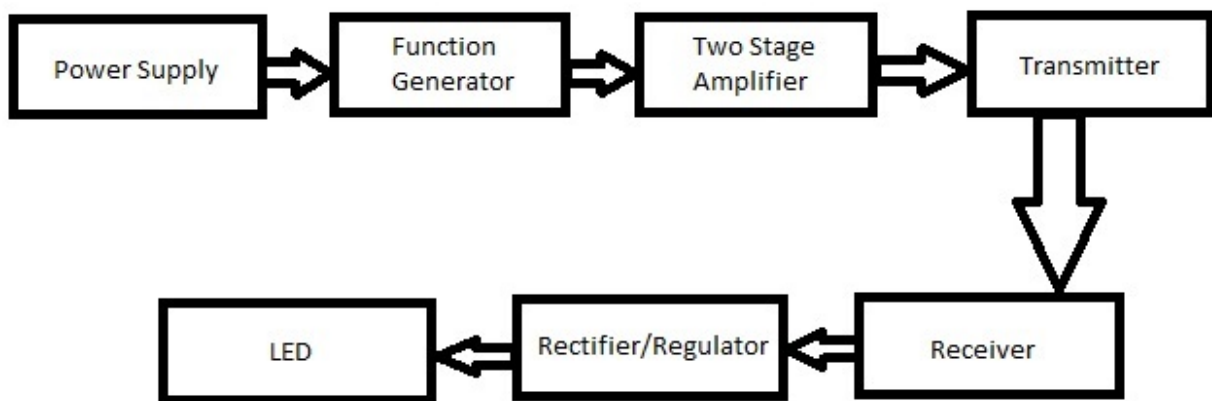 Power Supply
Function
Generator
Two Stage
Amplifier
Transmitter
LED
Rectifier/Regulator
Receiver